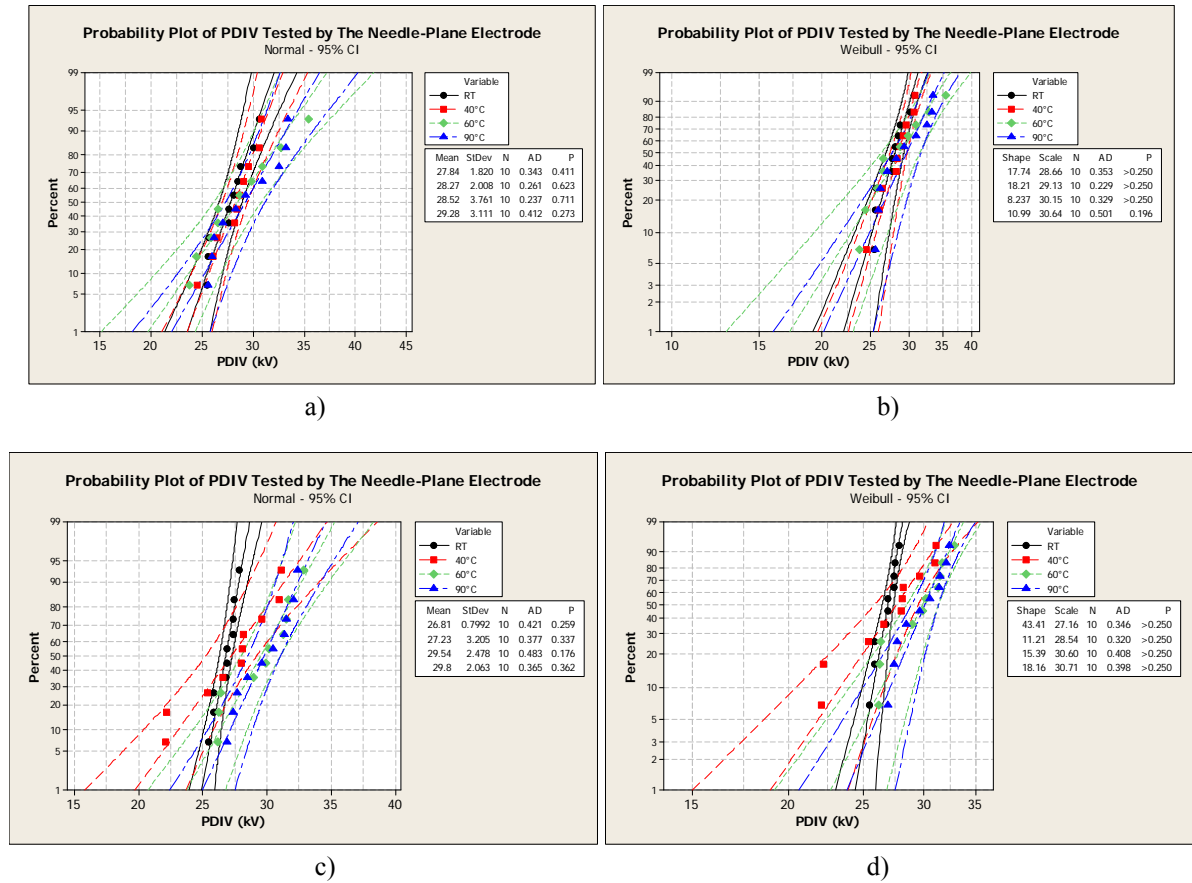 Probability Plot of PDIV Tested by The Needle-Plane Electrode
Normal - 95% CI
99
95
90
80
70
60
50
40
30
20
10
5
1
Percent
15 20 25 30 35 40 45
PDIV (kV)
Variable
RT
40°C
60°C
90°C
Mean StDev N AD P
27.84 1.820 10 0.343 0.411
28.27 2.008 10 0.261 0.623
28.52 3.761 10 0.237 0.711
29.28 3.111 10 0.412 0.273
a)
Probability Plot of PDIV Tested by The Needle-Plane Electrode
Weibull - 95% CI
99
90
80
70
60
50
40
30
20
10
5
3
2
1
Percent
10 15 20 25 30 35 40
PDIV (kV)
Variable
RT
40°C
60°C
90°C
Shape Scale N AD P
17.74 28.66 10 0.353 >0.250
18.21 29.13 10 0.229 >0.250
8.237 30.15 10 0.329 >0.250
10.99 30.64 10 0.501 0.196
b)
Probability Plot of PDIV Tested by The Needle-Plane Electrode
Normal - 95% CI
99
95
90
80
70
60
50
40
30
20
10
5
1
Percent
15 20 25 30 35 40
PDIV (kV)
Variable
RT
40°C
60°C
90°C
Mean StDev N AD P
26.81 0.7992 10 0.421 0.259
27.23 3.205 10 0.377 0.337
29.54 2.478 10 0.483 0.176
29.8 2.063 10 0.365 0.362
c)
Probability Plot of PDIV Tested by The Needle-Plane Electrode
Weibull - 95% CI
99
90
80
70
60
50
40
30
20
10
5
3
2
1
Percent
15 20 25 30 35
PDIV (kV)
Variable
RT
40°C
60°C
90°C
Shape Scale N AD P
43.41 27.16 10 0.346 >0.250
11.21 28.54 10 0.320 >0.250
15.39 30.60 10 0.408 >0.250
18.16 30.71 10 0.398 >0.250
d)